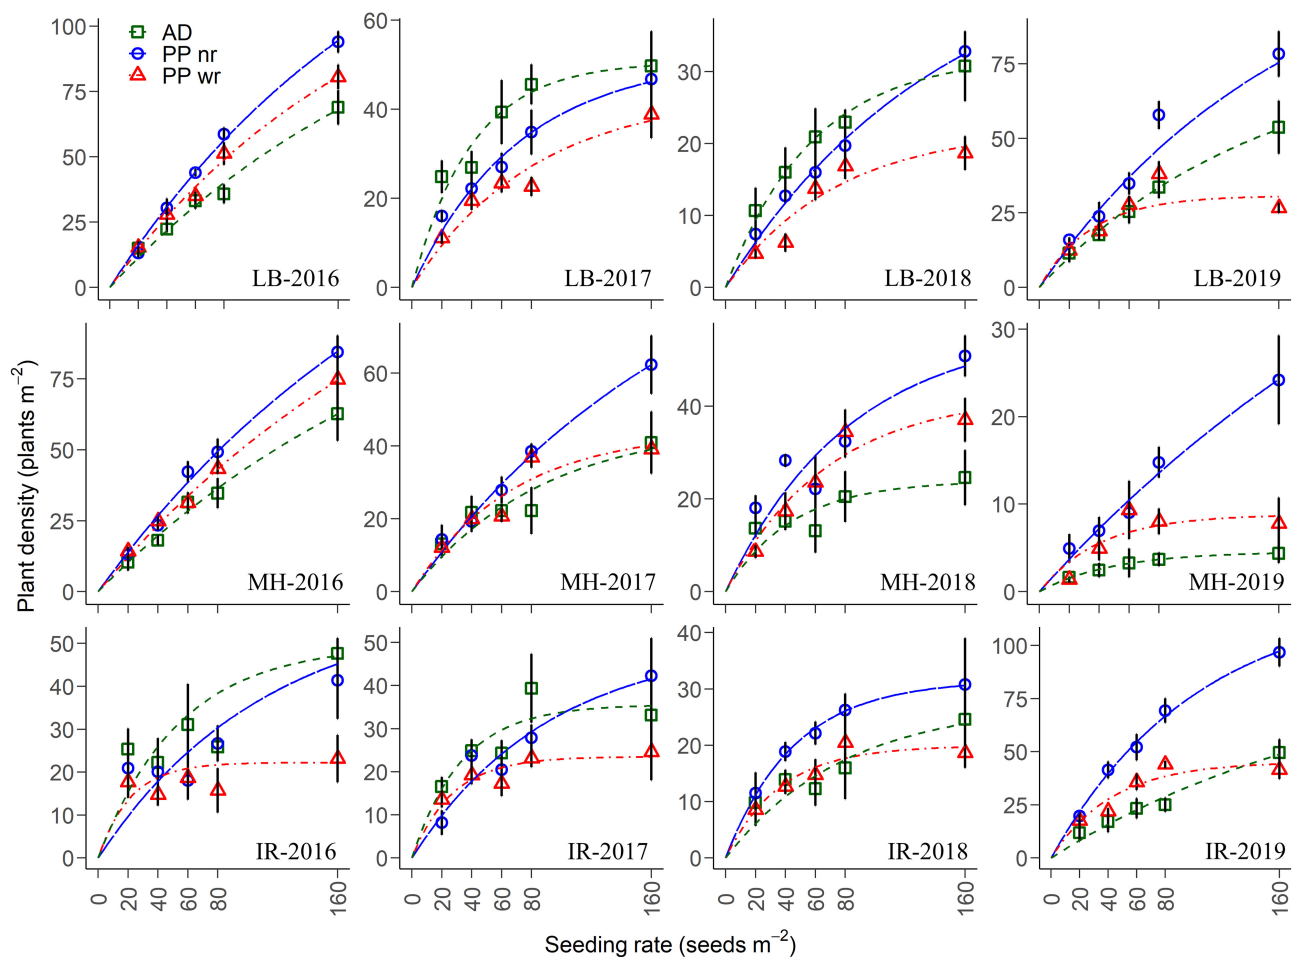 AD
PP nr
PP wr
100
75
50
25
0
LB-2016
60
40
20
0
LB-2017
30
20
10
0
LB-2018
75
50
25
0
LB-2019
Plant density (plants m⁻²)
75
50
25
0
MH-2016
60
40
20
0
MH-2017
40
20
0
MH-2018
30
20
10
0
MH-2019
50
40
30
20
10
0
IR-2016
50
40
30
20
10
0
IR-2017
40
30
20
10
0
IR-2018
100
75
50
25
0
IR-2019
0 20 40 60 80 160
0 20 40 60 80 160
0 20 40 60 80 160
0 20 40 60 80 160
Seeding rate (seeds m⁻²)